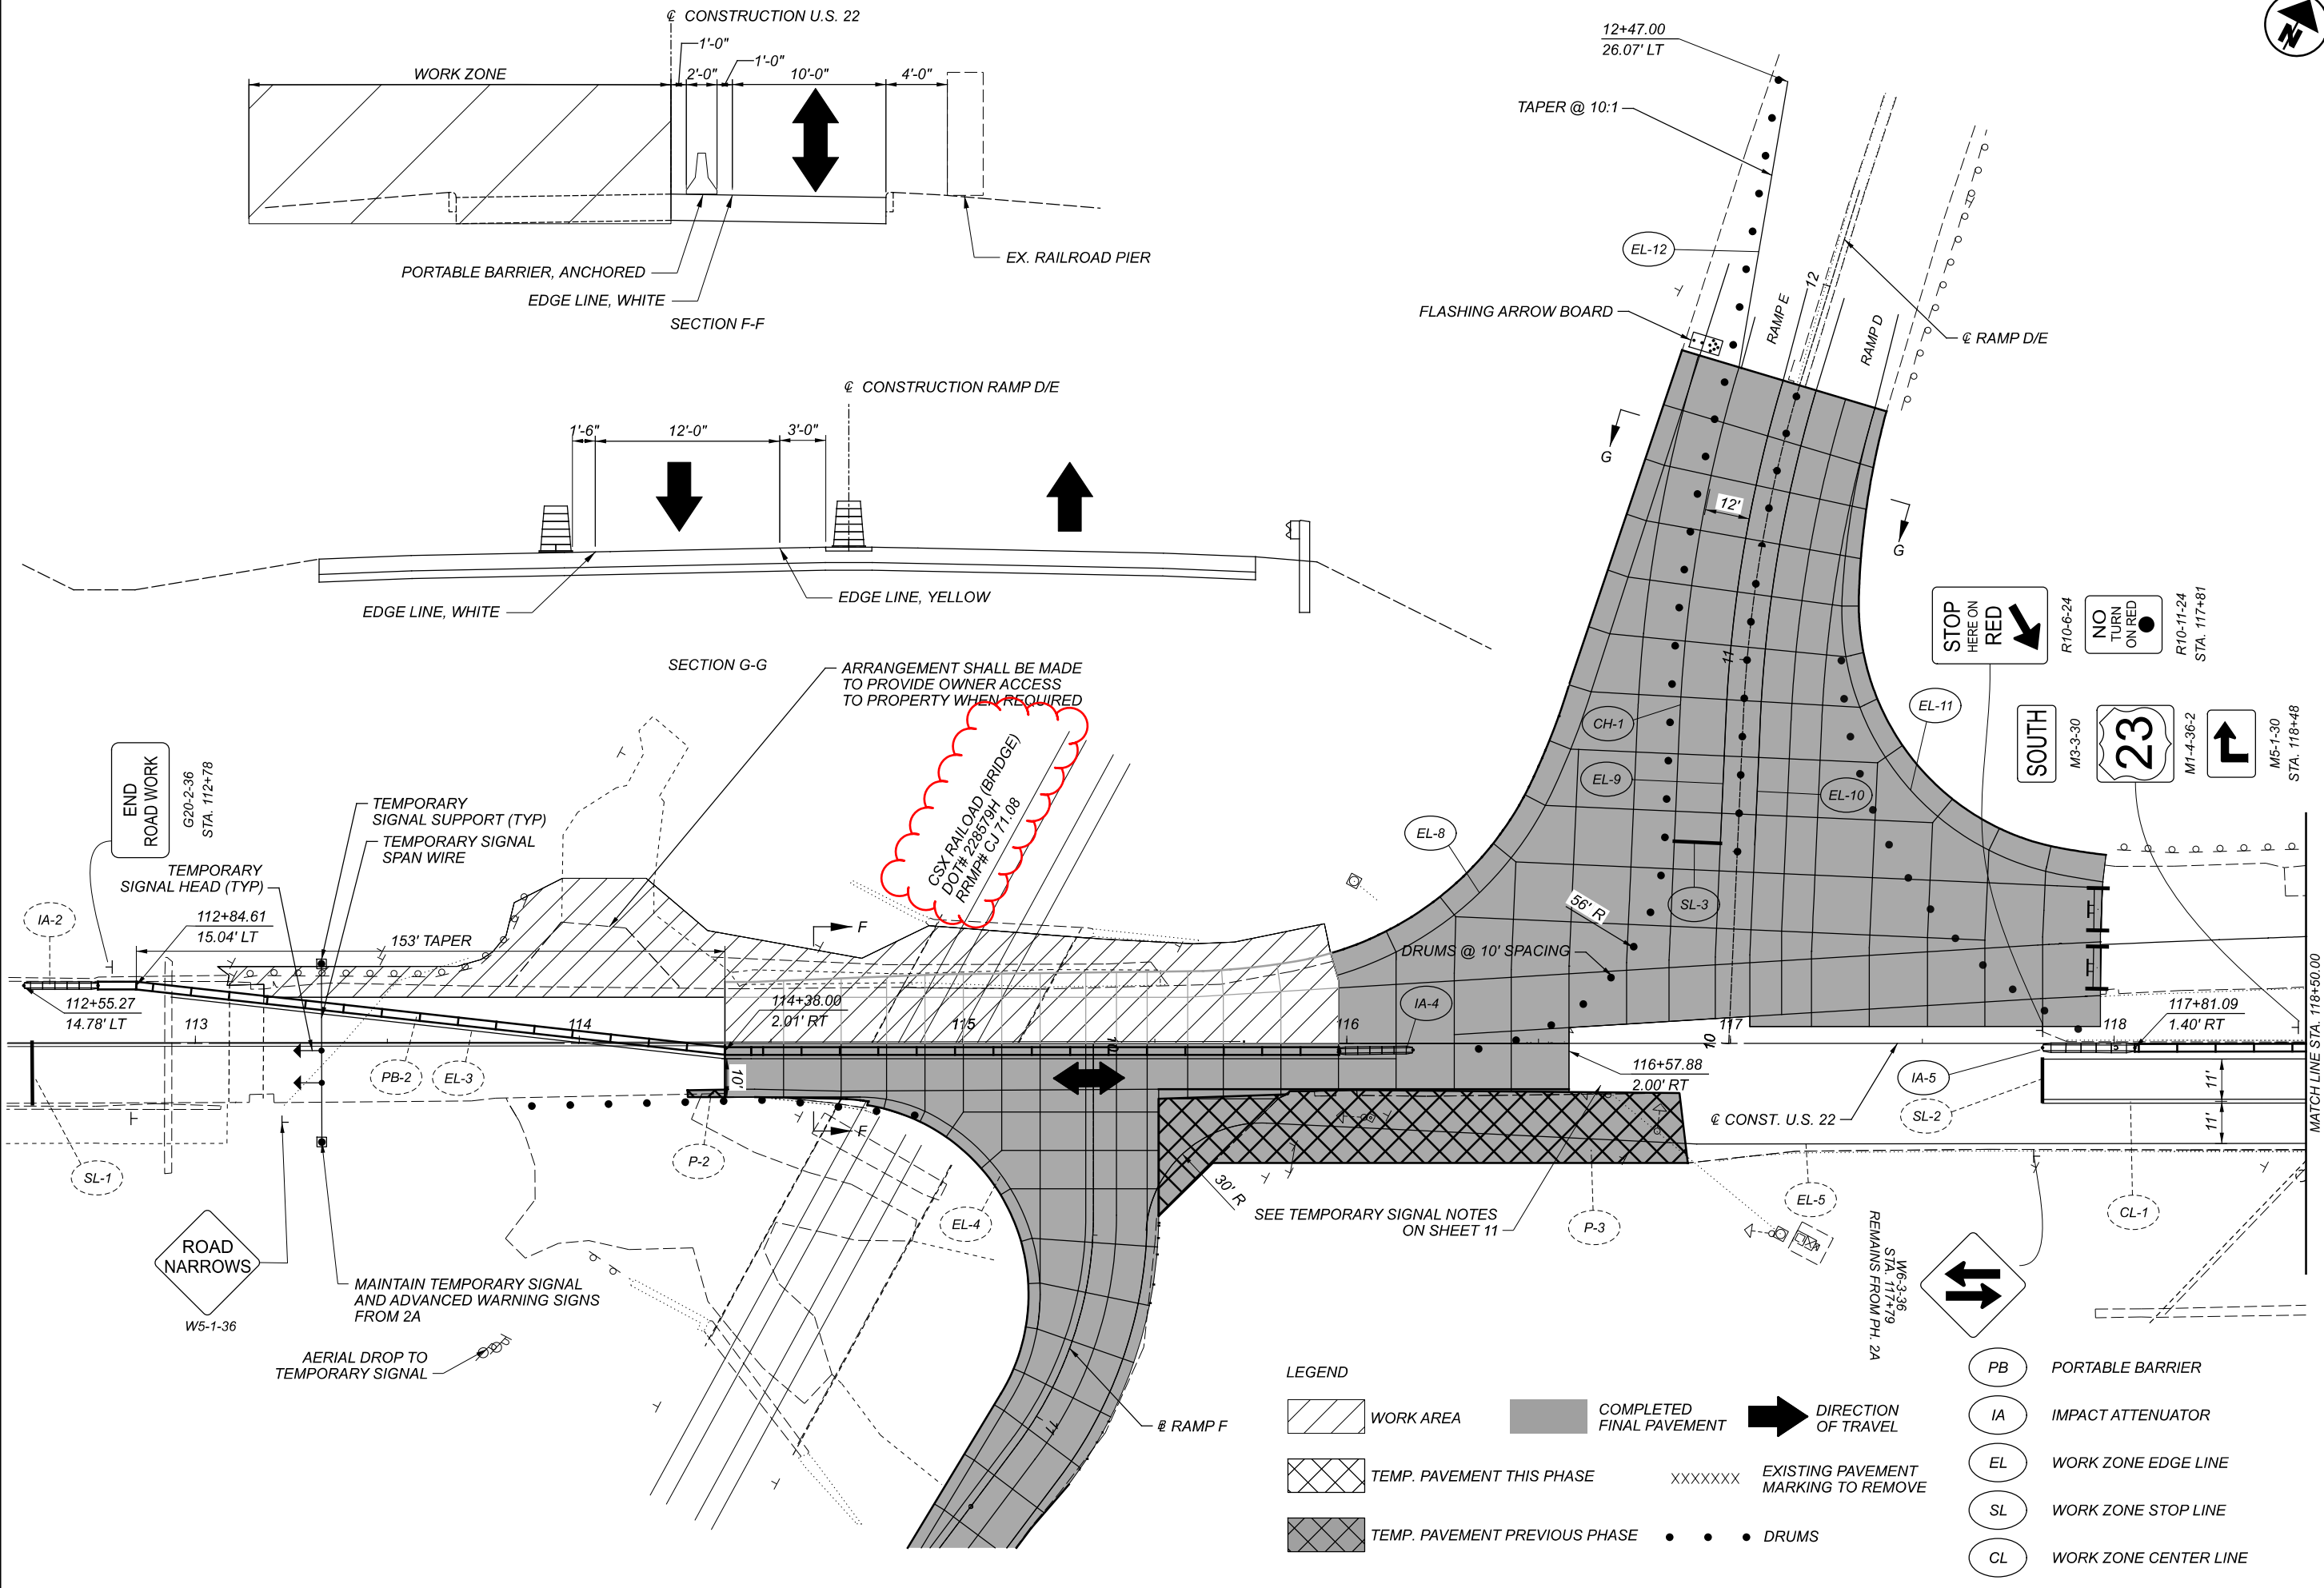 ℄ CONSTRUCTION U.S. 22
1'-0"
1'-0"
WORK ZONE
2'-0"
10'-0"
4'-0"
PORTABLE BARRIER, ANCHORED
EDGE LINE, WHITE
EX. RAILROAD PIER
SECTION F-F
℄ CONSTRUCTION RAMP D/E
1'-6"
12'-0"
3'-0"
EDGE LINE, WHITE
EDGE LINE, YELLOW
SECTION G-G
N
12+47.00
26.07' LT
TAPER @ 10:1
EL-12
FLASHING ARROW BOARD
RAMP E
12
RAMP D
℄ RAMP D/E
G
G
12'
11
CH-1
EL-9
EL-10
EL-11
EL-8
SL-3
56' R
DRUMS @ 10' SPACING
IA-4
STOP
HERE ON
RED
R10-6-24
NO
TURN
ON RED
R10-11-24
STA. 117+81
SOUTH
M3-3-30
23
M1-4-36-2
M5-1-30
STA. 118+48
ARRANGEMENT SHALL BE MADE
TO PROVIDE OWNER ACCESS
TO PROPERTY WHEN REQUIRED
CSX RAILOAD (BRIDGE)
DOT# 228579H
RRMP# CJ 71.08
END
ROAD WORK
G20-2-36
STA. 112+78
TEMPORARY
SIGNAL SUPPORT (TYP)
TEMPORARY SIGNAL
SPAN WIRE
TEMPORARY
SIGNAL HEAD (TYP)
IA-2
112+84.61
15.04' LT
153' TAPER
F
112+55.27
14.78' LT
113
114
114+38.00
2.01' RT
115
116
117
118
10
10
117+81.09
1.40' RT
MATCH LINE STA. 118+50.00
PB-2
EL-3
10'
116+57.88
2.00' RT
IA-5
SL-2
11'
11'
℄ CONST. U.S. 22
F
SL-1
P-2
EL-4
30' R
SEE TEMPORARY SIGNAL NOTES
ON SHEET 11
P-3
EL-5
CL-1
ROAD
NARROWS
W5-1-36
MAINTAIN TEMPORARY SIGNAL
AND ADVANCED WARNING SIGNS
FROM 2A
AERIAL DROP TO
TEMPORARY SIGNAL
W6-3-36
STA. 117+79
REMAINS FROM PH. 2A
11
BL RAMP F
LEGEND
WORK AREA
COMPLETED
FINAL PAVEMENT
DIRECTION
OF TRAVEL
TEMP. PAVEMENT THIS PHASE
XXXXXXX
EXISTING PAVEMENT
MARKING TO REMOVE
TEMP. PAVEMENT PREVIOUS PHASE
DRUMS
PB PORTABLE BARRIER
IA IMPACT ATTENUATOR
EL WORK ZONE EDGE LINE
SL WORK ZONE STOP LINE
CL WORK ZONE CENTER LINE